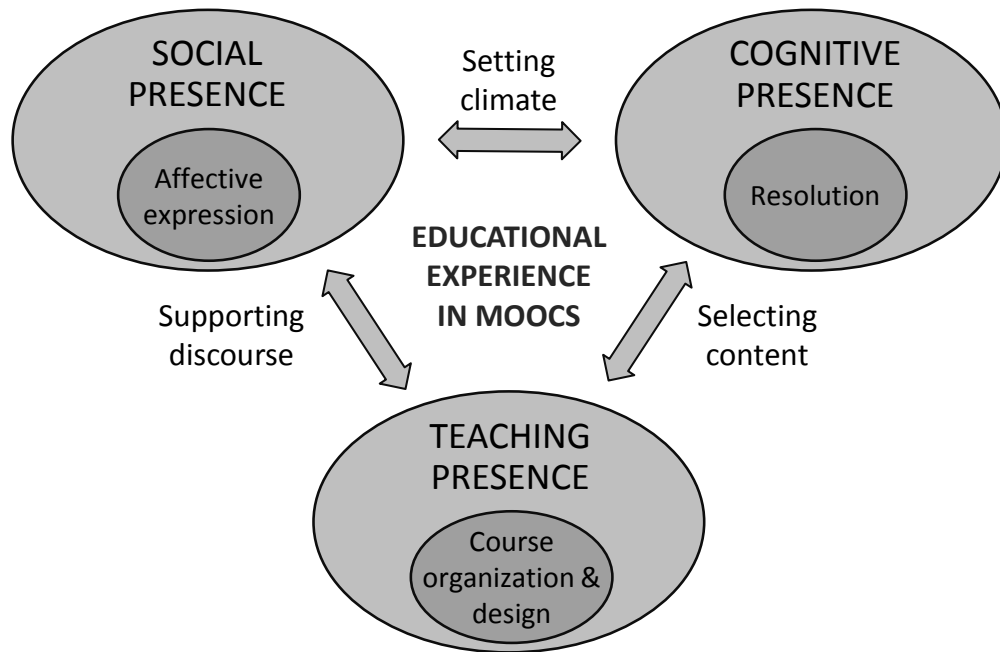 SOCIAL
PRESENCE
Affective
expression
Setting
climate
COGNITIVE
PRESENCE
Resolution
EDUCATIONAL
EXPERIENCE
IN MOOCS
Supporting
discourse
Selecting
content
TEACHING
PRESENCE
Course
organization &
design